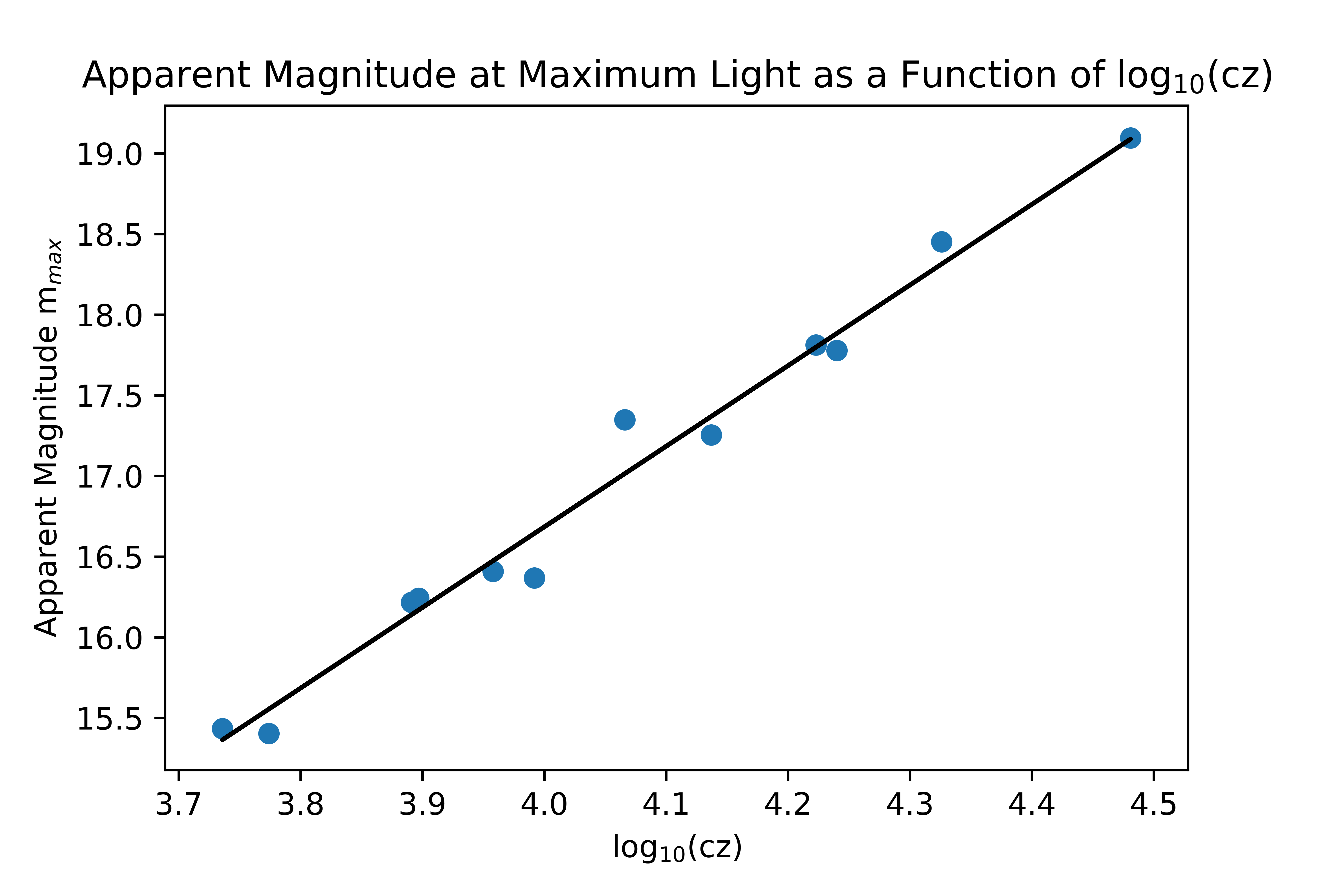 Apparent Magnitude at Maximum Light as a Function of log₁₀(cz)
Apparent Magnitude m_max
19.0
18.5
18.0
17.5
17.0
16.5
16.0
15.5
3.7 3.8 3.9 4.0 4.1 4.2 4.3 4.4 4.5
log₁₀(cz)